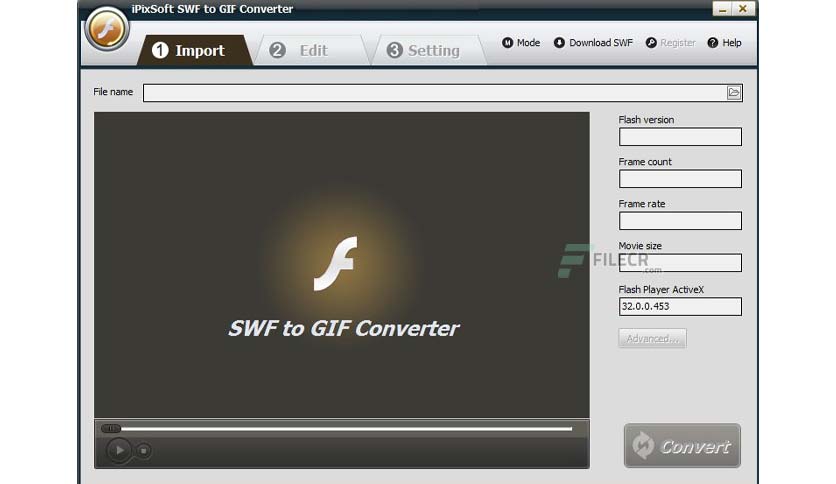 iPixSoft SWF to GIF Converter
1 Import 2 Edit 3 Setting
M Mode Download SWF Register ? Help
File name
Flash version
Frame count
Frame rate
Movie size
FILECR
.com
Flash Player ActiveX
32.0.0.453
Advanced...
SWF to GIF Converter
Convert